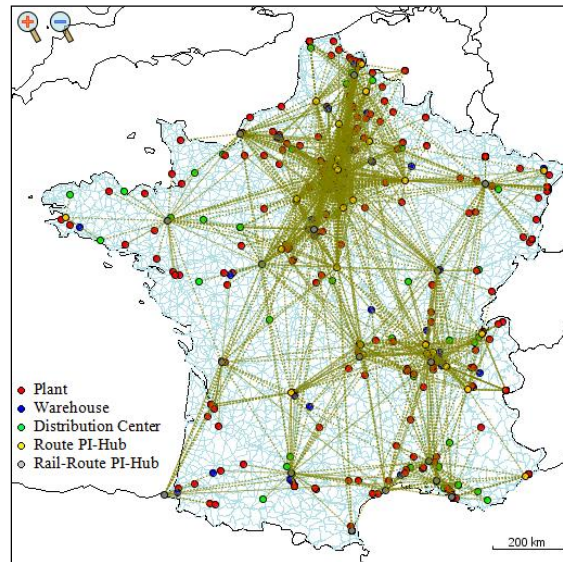 Plant
Warehouse
Distribution Center
Route PI-Hub
Rail-Route PI-Hub
200 km